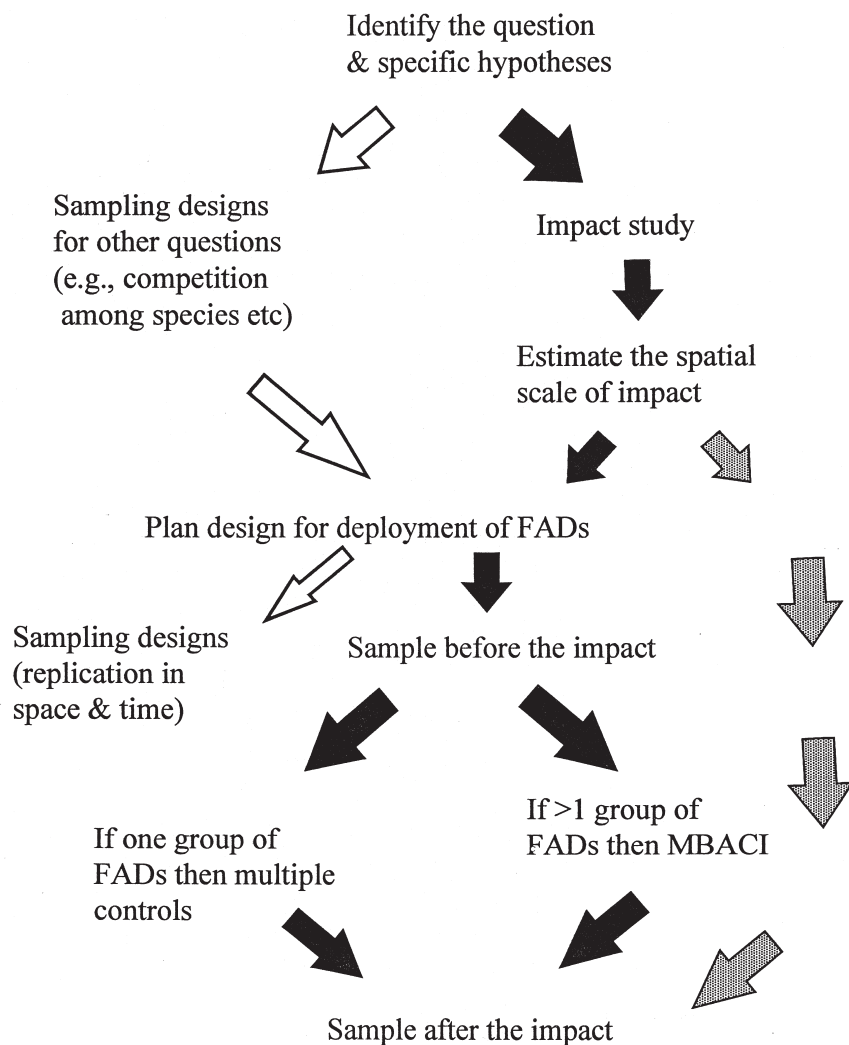 Identify the question
& specific hypotheses
Sampling designs
for other questions
(e.g., competition
among species etc)
Impact study
Estimate the spatial
scale of impact
Plan design for deployment of FADs
Sampling designs
(replication in
space & time)
Sample before the impact
If one group of
FADs then multiple
controls
If >1 group of
FADs then MBACI
Sample after the impact